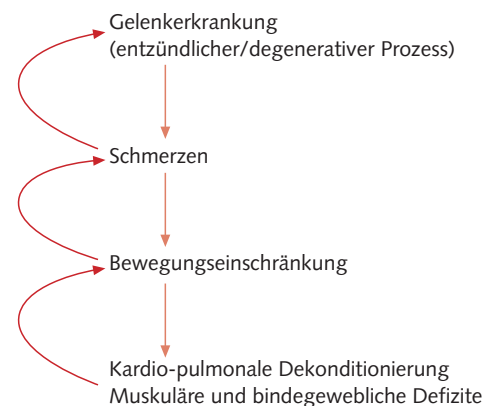 Gelenkerkrankung
(entzündlicher/degenerativer Prozess)
Schmerzen
Bewegungseinschränkung
Kardio-pulmonale Dekonditionierung
Muskuläre und bindegewebliche Defizite